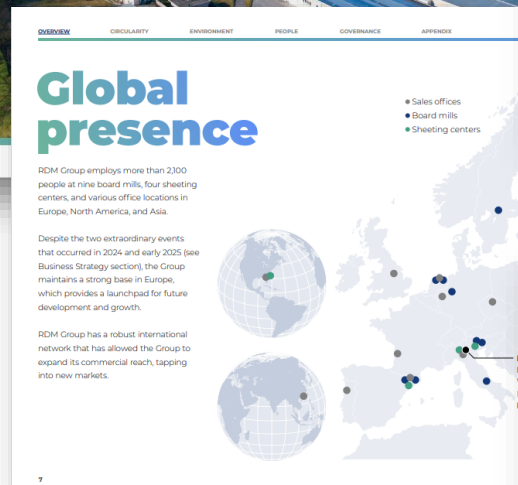 OVERVIEW
CIRCULARITY
ENVIRONMENT
PEOPLE
GOVERNANCE
APPENDIX
Global
presence
Sales offices
Board mills
Sheeting centers
RDM Group employs more than 2,100
people at nine board mills, four sheeting
centers, and various office locations in
Europe, North America, and Asia.
Despite the two extraordinary events
that occurred in 2024 and early 2025 (see
Business Strategy section), the Group
maintains a strong base in Europe,
which provides a launchpad for future
development and growth.
RDM Group has a robust international
network that has allowed the Group to
expand its commercial reach, tapping
into new markets.
7